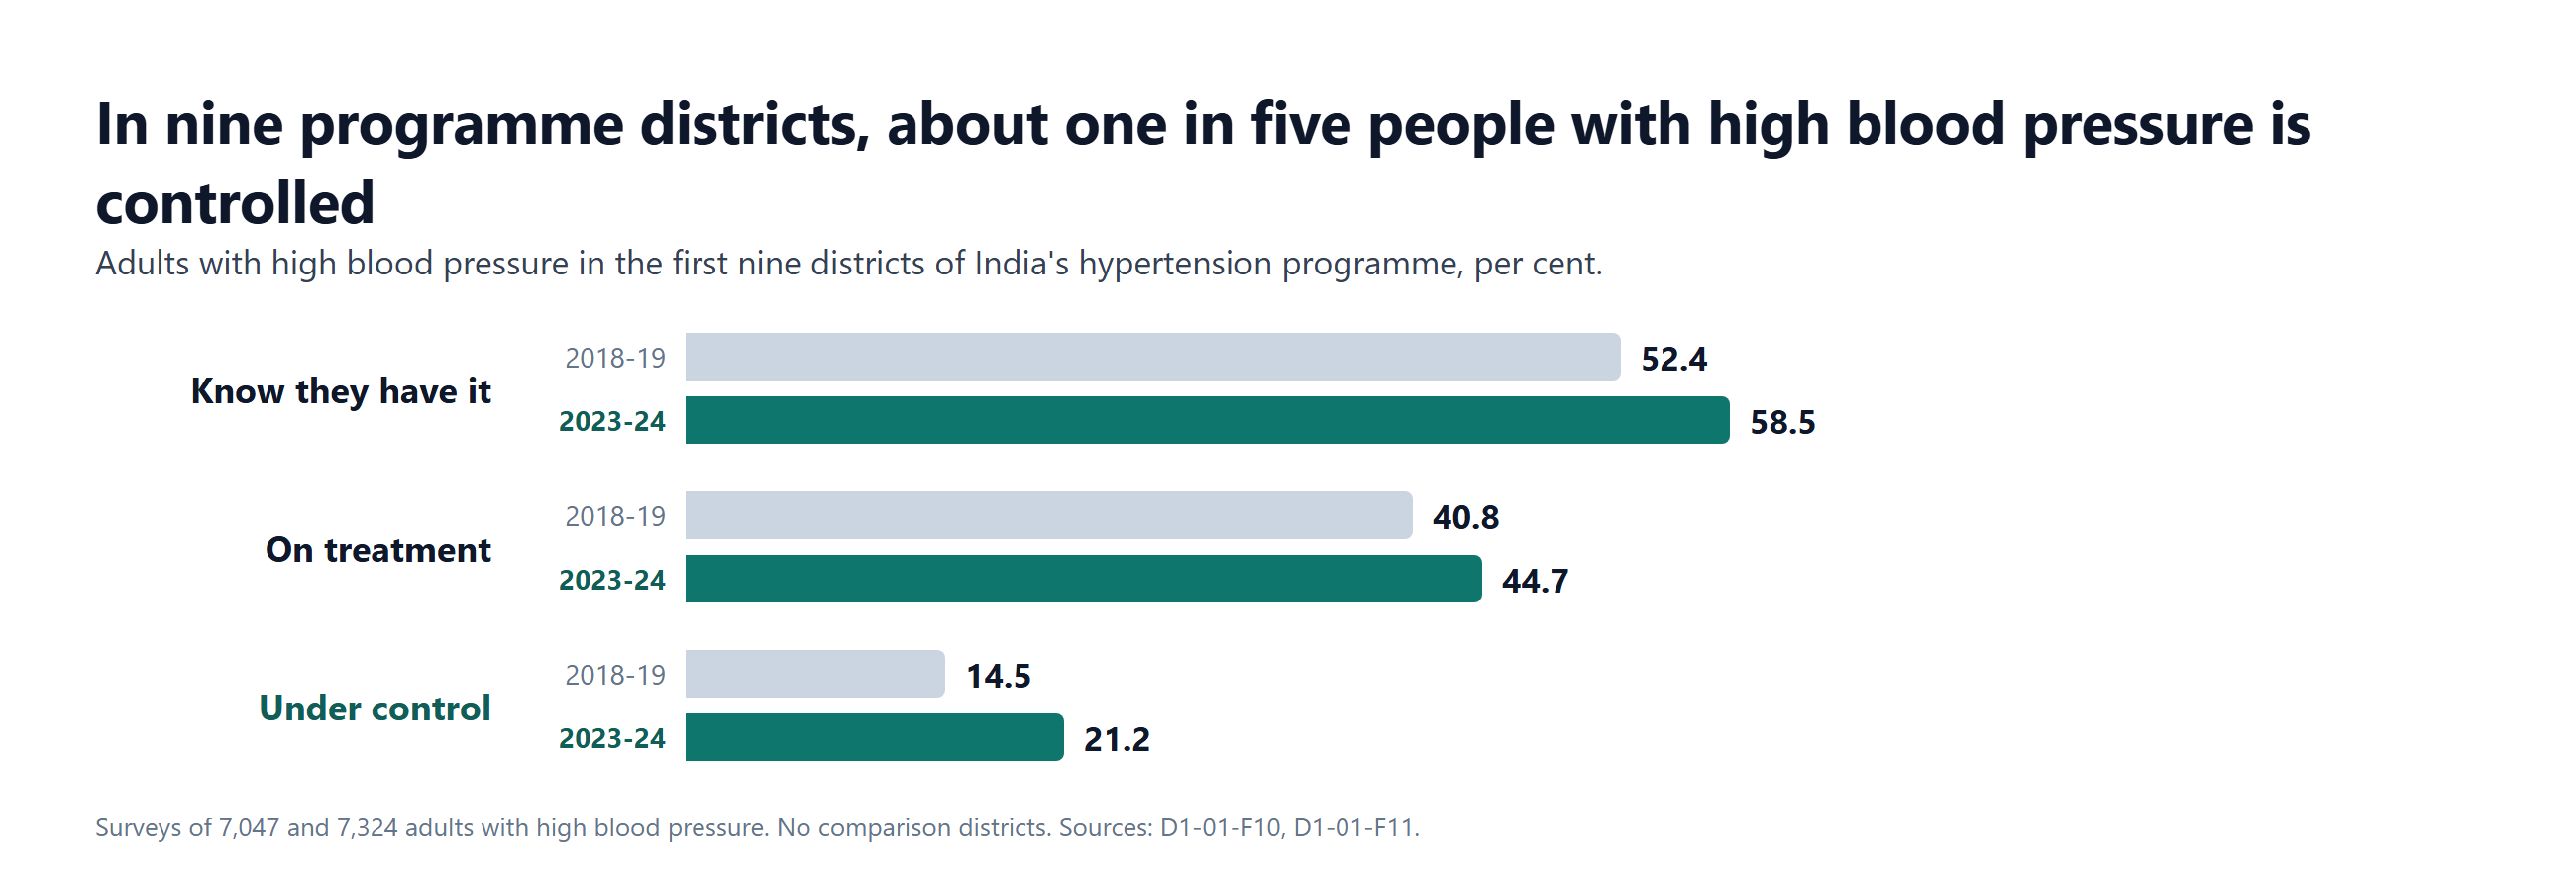 In nine programme districts, about one in five people with high blood pressure is
controlled
Adults with high blood pressure in the first nine districts of India's hypertension programme, per cent.
Know they have it
2018-19 52.4
2023-24 58.5
On treatment
2018-19 40.8
2023-24 44.7
Under control
2018-19 14.5
2023-24 21.2
Surveys of 7,047 and 7,324 adults with high blood pressure. No comparison districts. Sources: D1-01-F10, D1-01-F11.